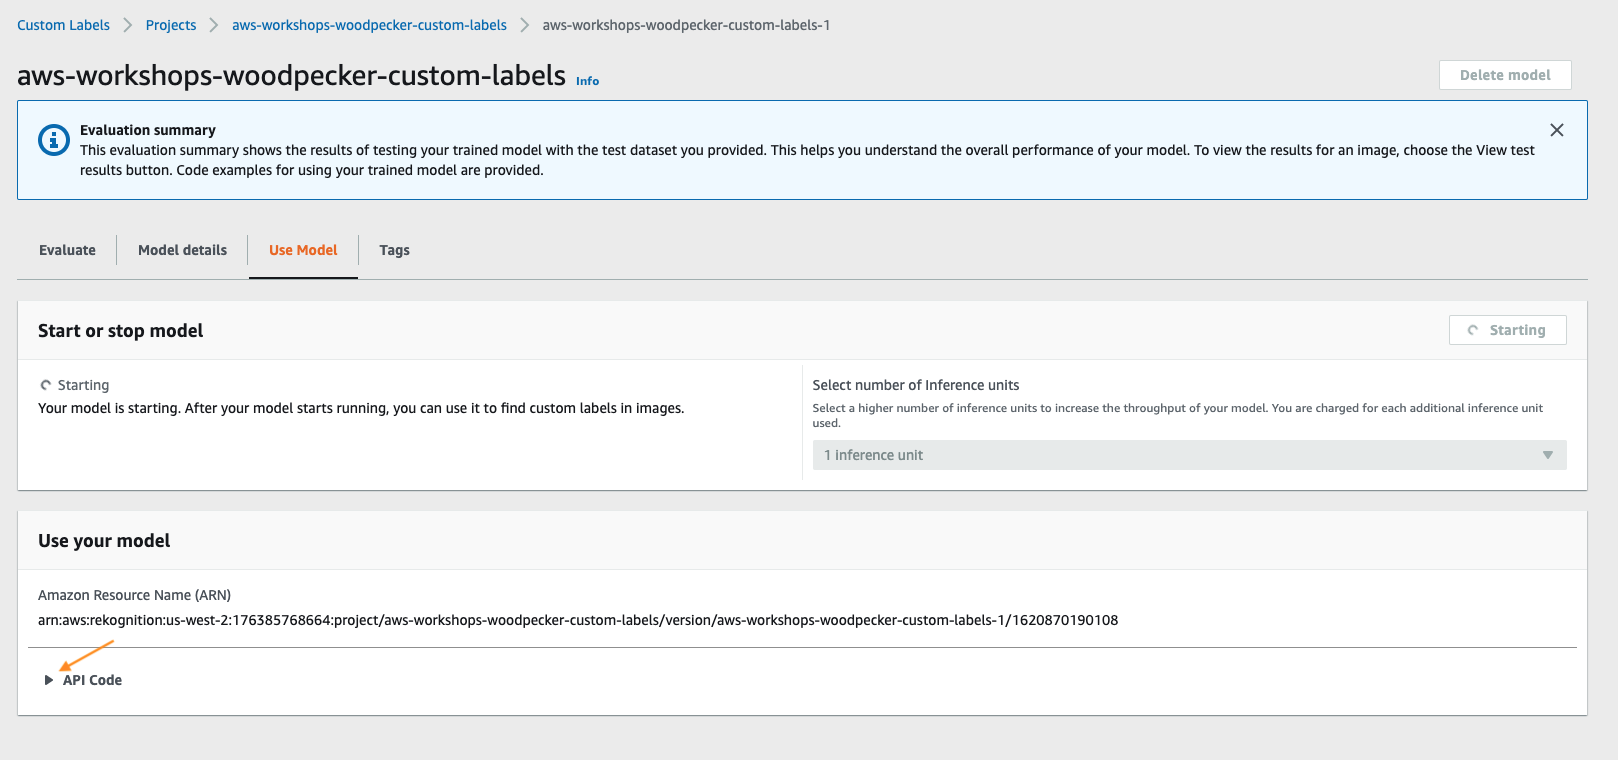 Custom Labels > Projects > aws-workshops-woodpecker-custom-labels > aws-workshops-woodpecker-custom-labels-1
aws-workshops-woodpecker-custom-labels Info
Delete model
Evaluation summary
This evaluation summary shows the results of testing your trained model with the test dataset you provided. This helps you understand the overall performance of your model. To view the results for an image, choose the View test
results button. Code examples for using your trained model are provided.
Evaluate
Model details
Use Model
Tags
Start or stop model
Starting
Starting
Your model is starting. After your model starts running, you can use it to find custom labels in images.
Select number of Inference units
Select a higher number of inference units to increase the throughput of your model. You are charged for each additional inference unit
used.
1 inference unit
Use your model
Amazon Resource Name (ARN)
arn:aws:rekognition:us-west-2:176385768664:project/aws-workshops-woodpecker-custom-labels/version/aws-workshops-woodpecker-custom-labels-1/1620870190108
API Code